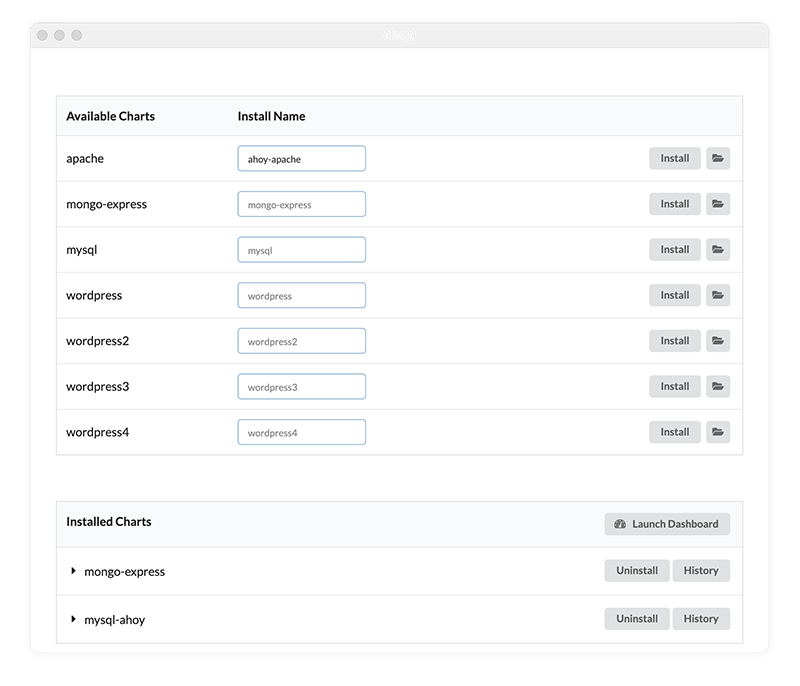 Available Charts Install Name
apache ahoy-apache Install
mongo-express mongo-express Install
mysql mysql Install
wordpress wordpress Install
wordpress2 wordpress2 Install
wordpress3 wordpress3 Install
wordpress4 wordpress4 Install
Installed Charts Launch Dashboard
mongo-express Uninstall History
mysql-ahoy Uninstall History